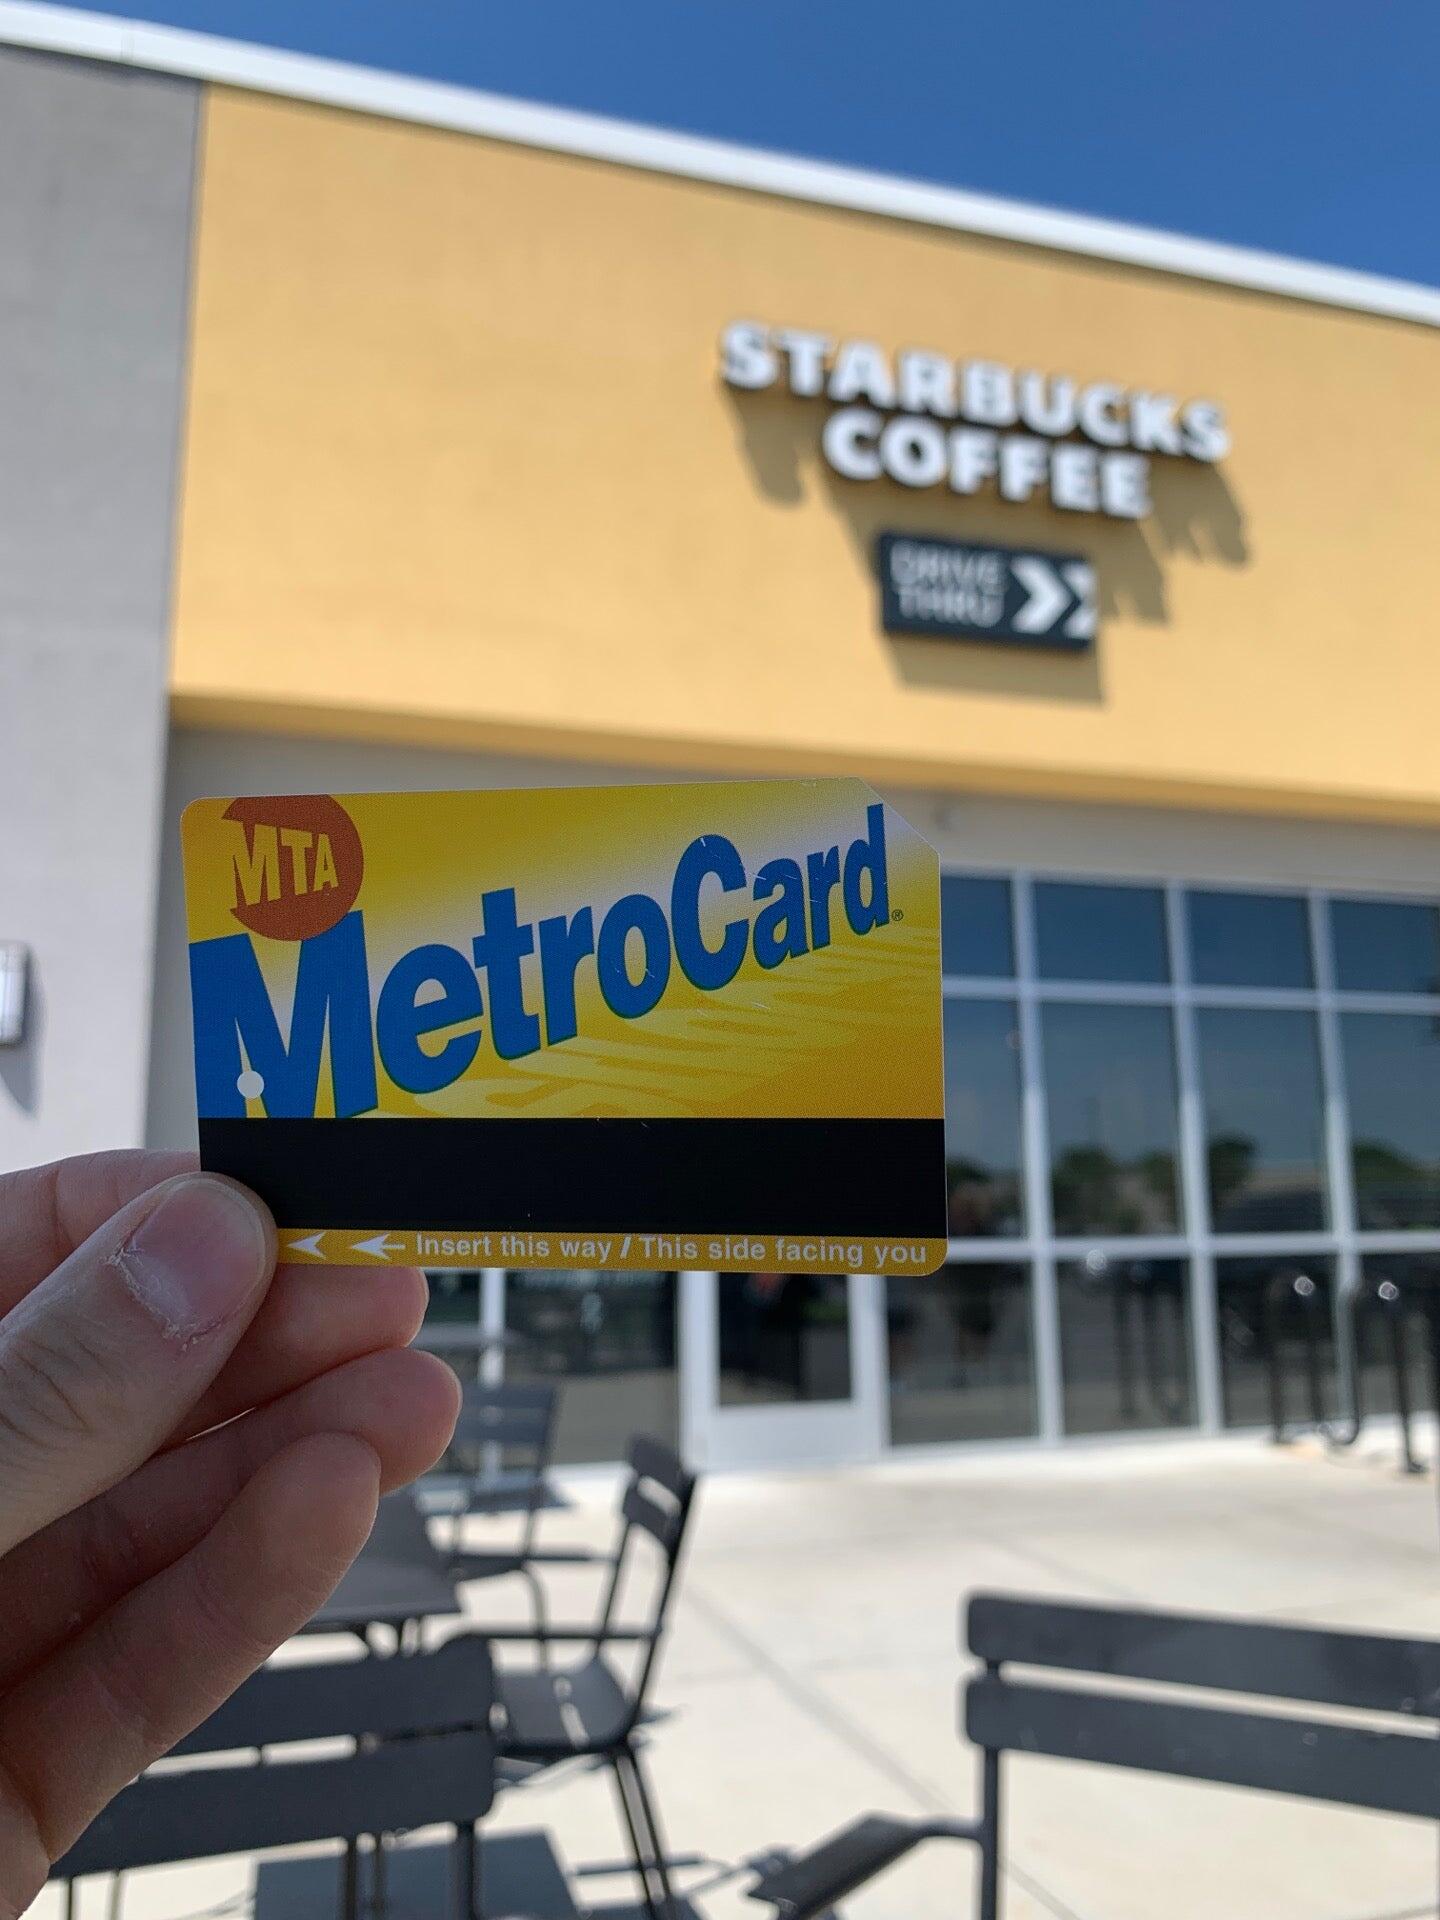 STARBUCKS
COFFEE
DRIVE
THRU
MTA
MetroCard®
Insert this way / This side facing you